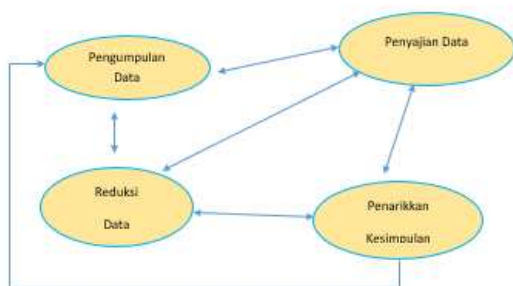 Pengumpulan
Data
Penyajian Data
Reduksi
Data
Penarikkan
Kesimpulan